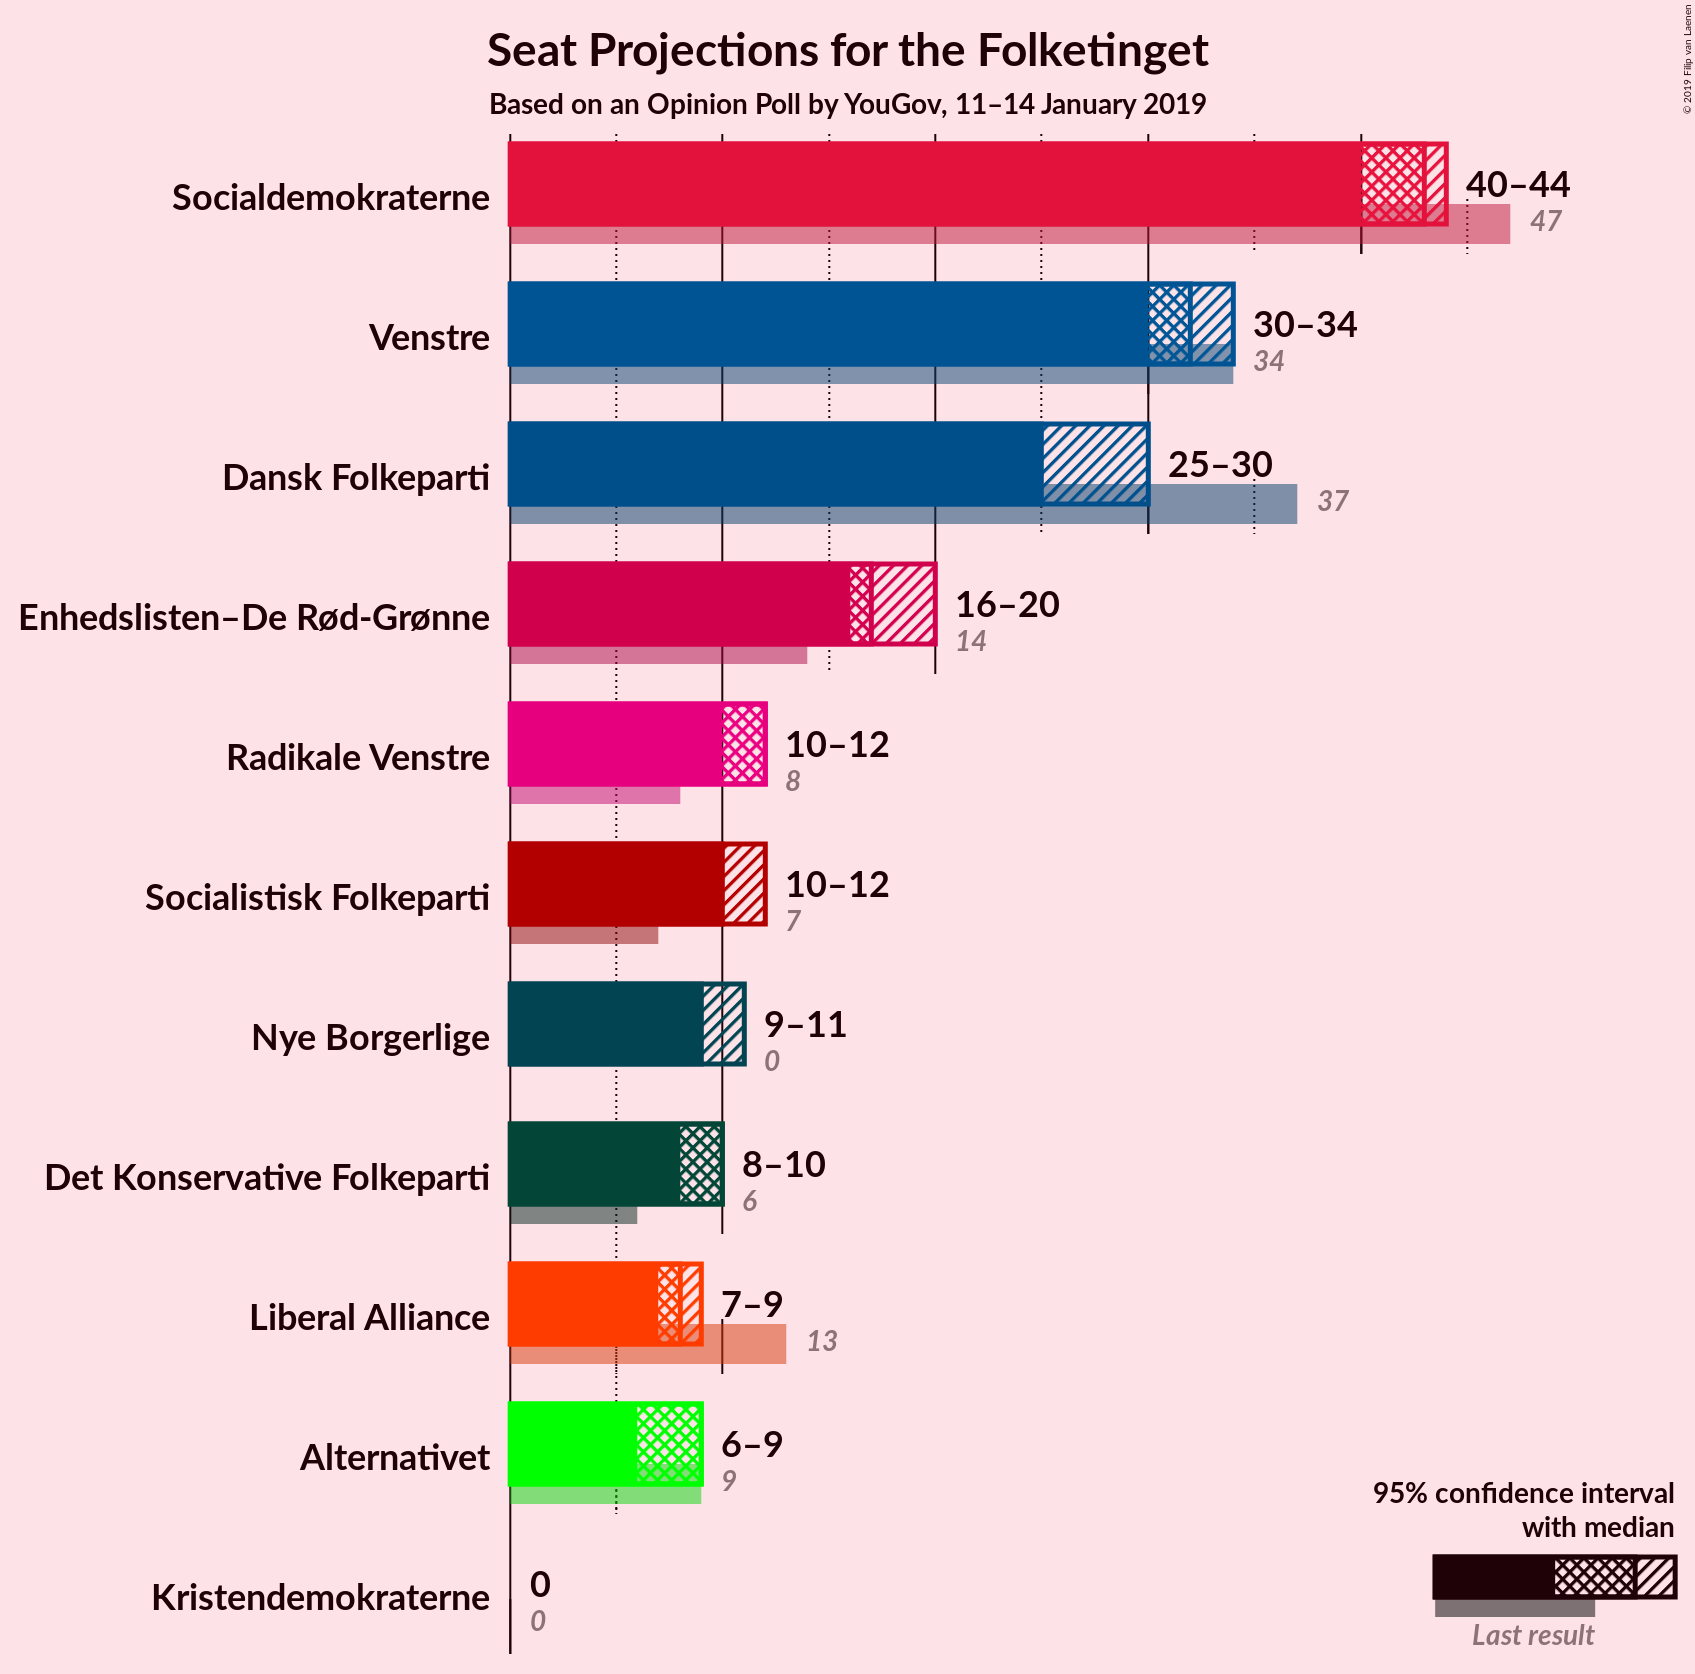 Seat Projections for the Folketinget
Based on an Opinion Poll by YouGov, 11–14 January 2019
© 2019 Filip van Laenen
Socialdemokraterne
40–44
47
Venstre
30–34
34
Dansk Folkeparti
25–30
37
Enhedslisten–De Rød-Grønne
16–20
14
Radikale Venstre
10–12
8
Socialistisk Folkeparti
10–12
7
Nye Borgerlige
9–11
0
Det Konservative Folkeparti
8–10
6
Liberal Alliance
7–9
13
Alternativet
6–9
9
Kristendemokraterne
0
0
95% confidence interval
with median
Last result